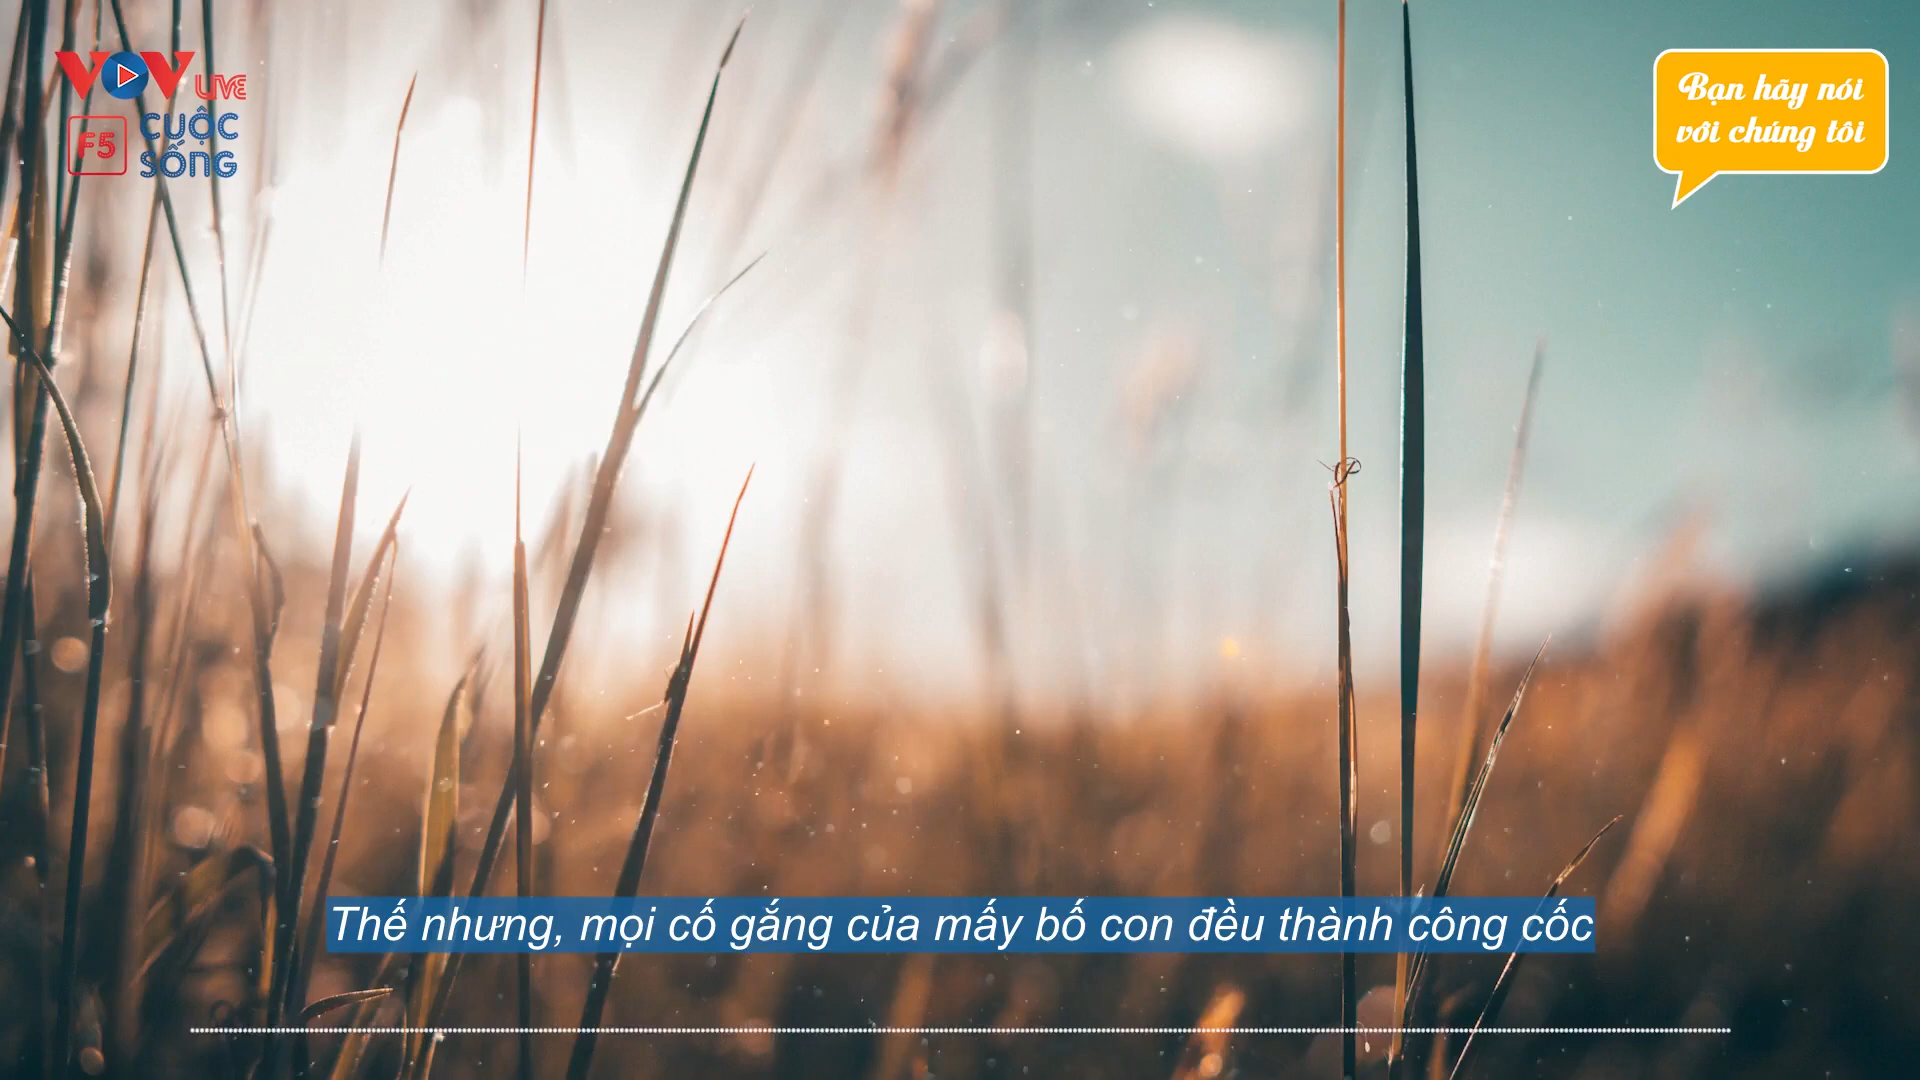 VOV LIVE
F5 CUỘC
SỐNG
Bạn hãy nói
với chúng tôi
Thế nhưng, mọi cố gắng của mấy bố con đều thành công cốc